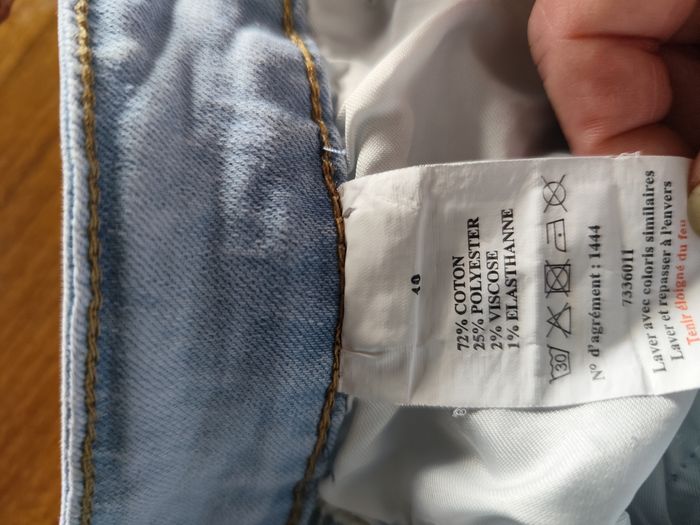 40
72% COTON
25% POLYESTER
2% VISCOSE
1% ELASTHANNE
30
N° d'agrément : 1444
7336011
Laver avec coloris similaires
Laver et repasser à l'envers
Tenir éloigné du feu